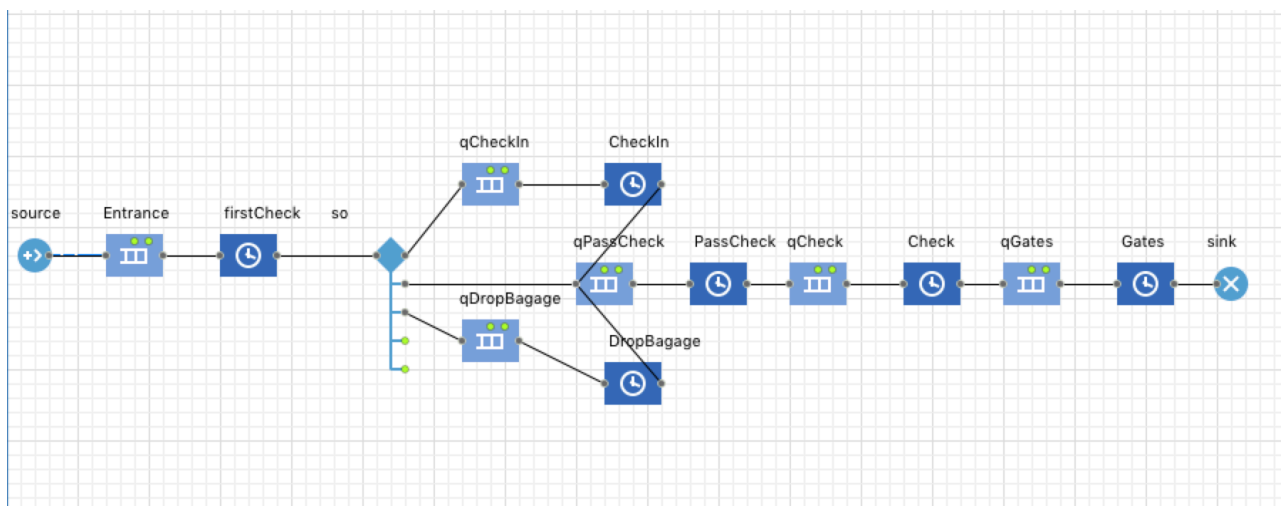 qCheckIn CheckIn
source Entrance firstCheck so
qPassCheck PassCheck qCheck Check qGates Gates sink
qDropBagage
DropBagage